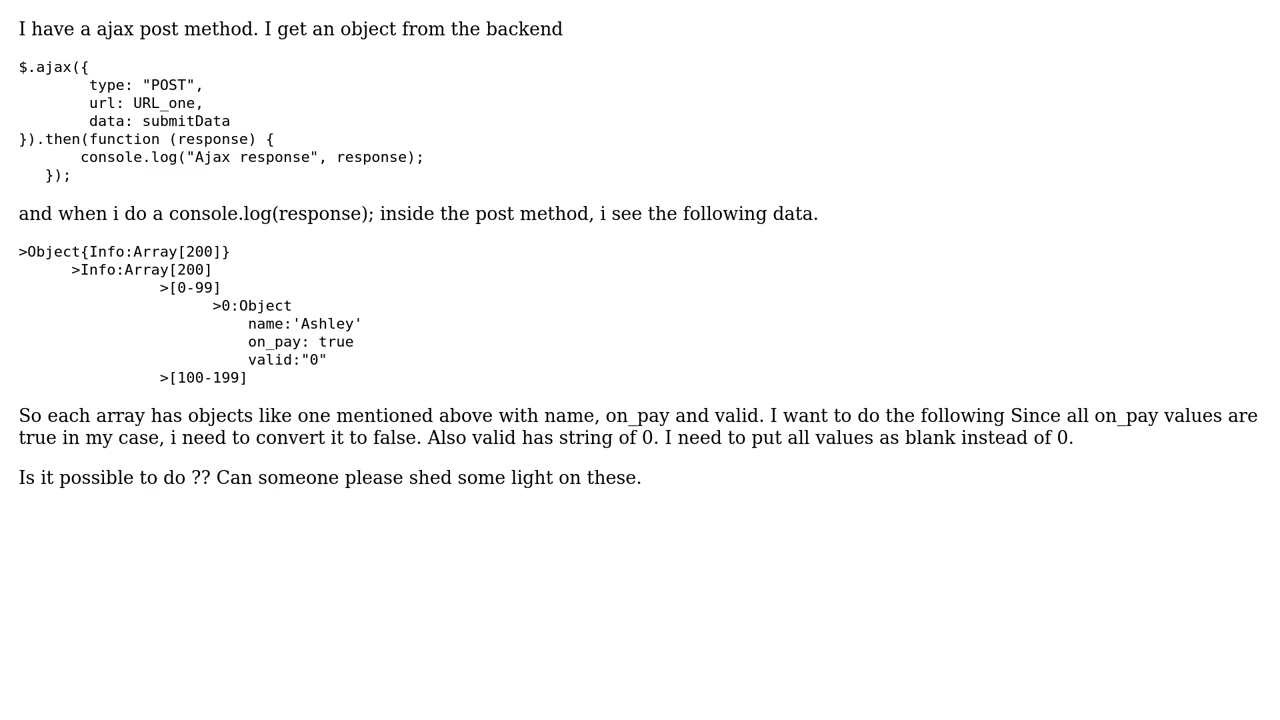 I have a ajax post method. I get an object from the backend
$.ajax({
        type: "POST",
        url: URL_one,
        data: submitData
}).then(function (response) {
       console.log("Ajax response", response);
   });
and when i do a console.log(response); inside the post method, i see the following data.
>Object{Info:Array[200]}
      >Info:Array[200]
                >[0-99]
                      >0:Object
                          name:'Ashley'
                          on_pay: true
                          valid:"0"
                >[100-199]
So each array has objects like one mentioned above with name, on_pay and valid. I want to do the following Since all on_pay values are
true in my case, i need to convert it to false. Also valid has string of 0. I need to put all values as blank instead of 0.
Is it possible to do ?? Can someone please shed some light on these.